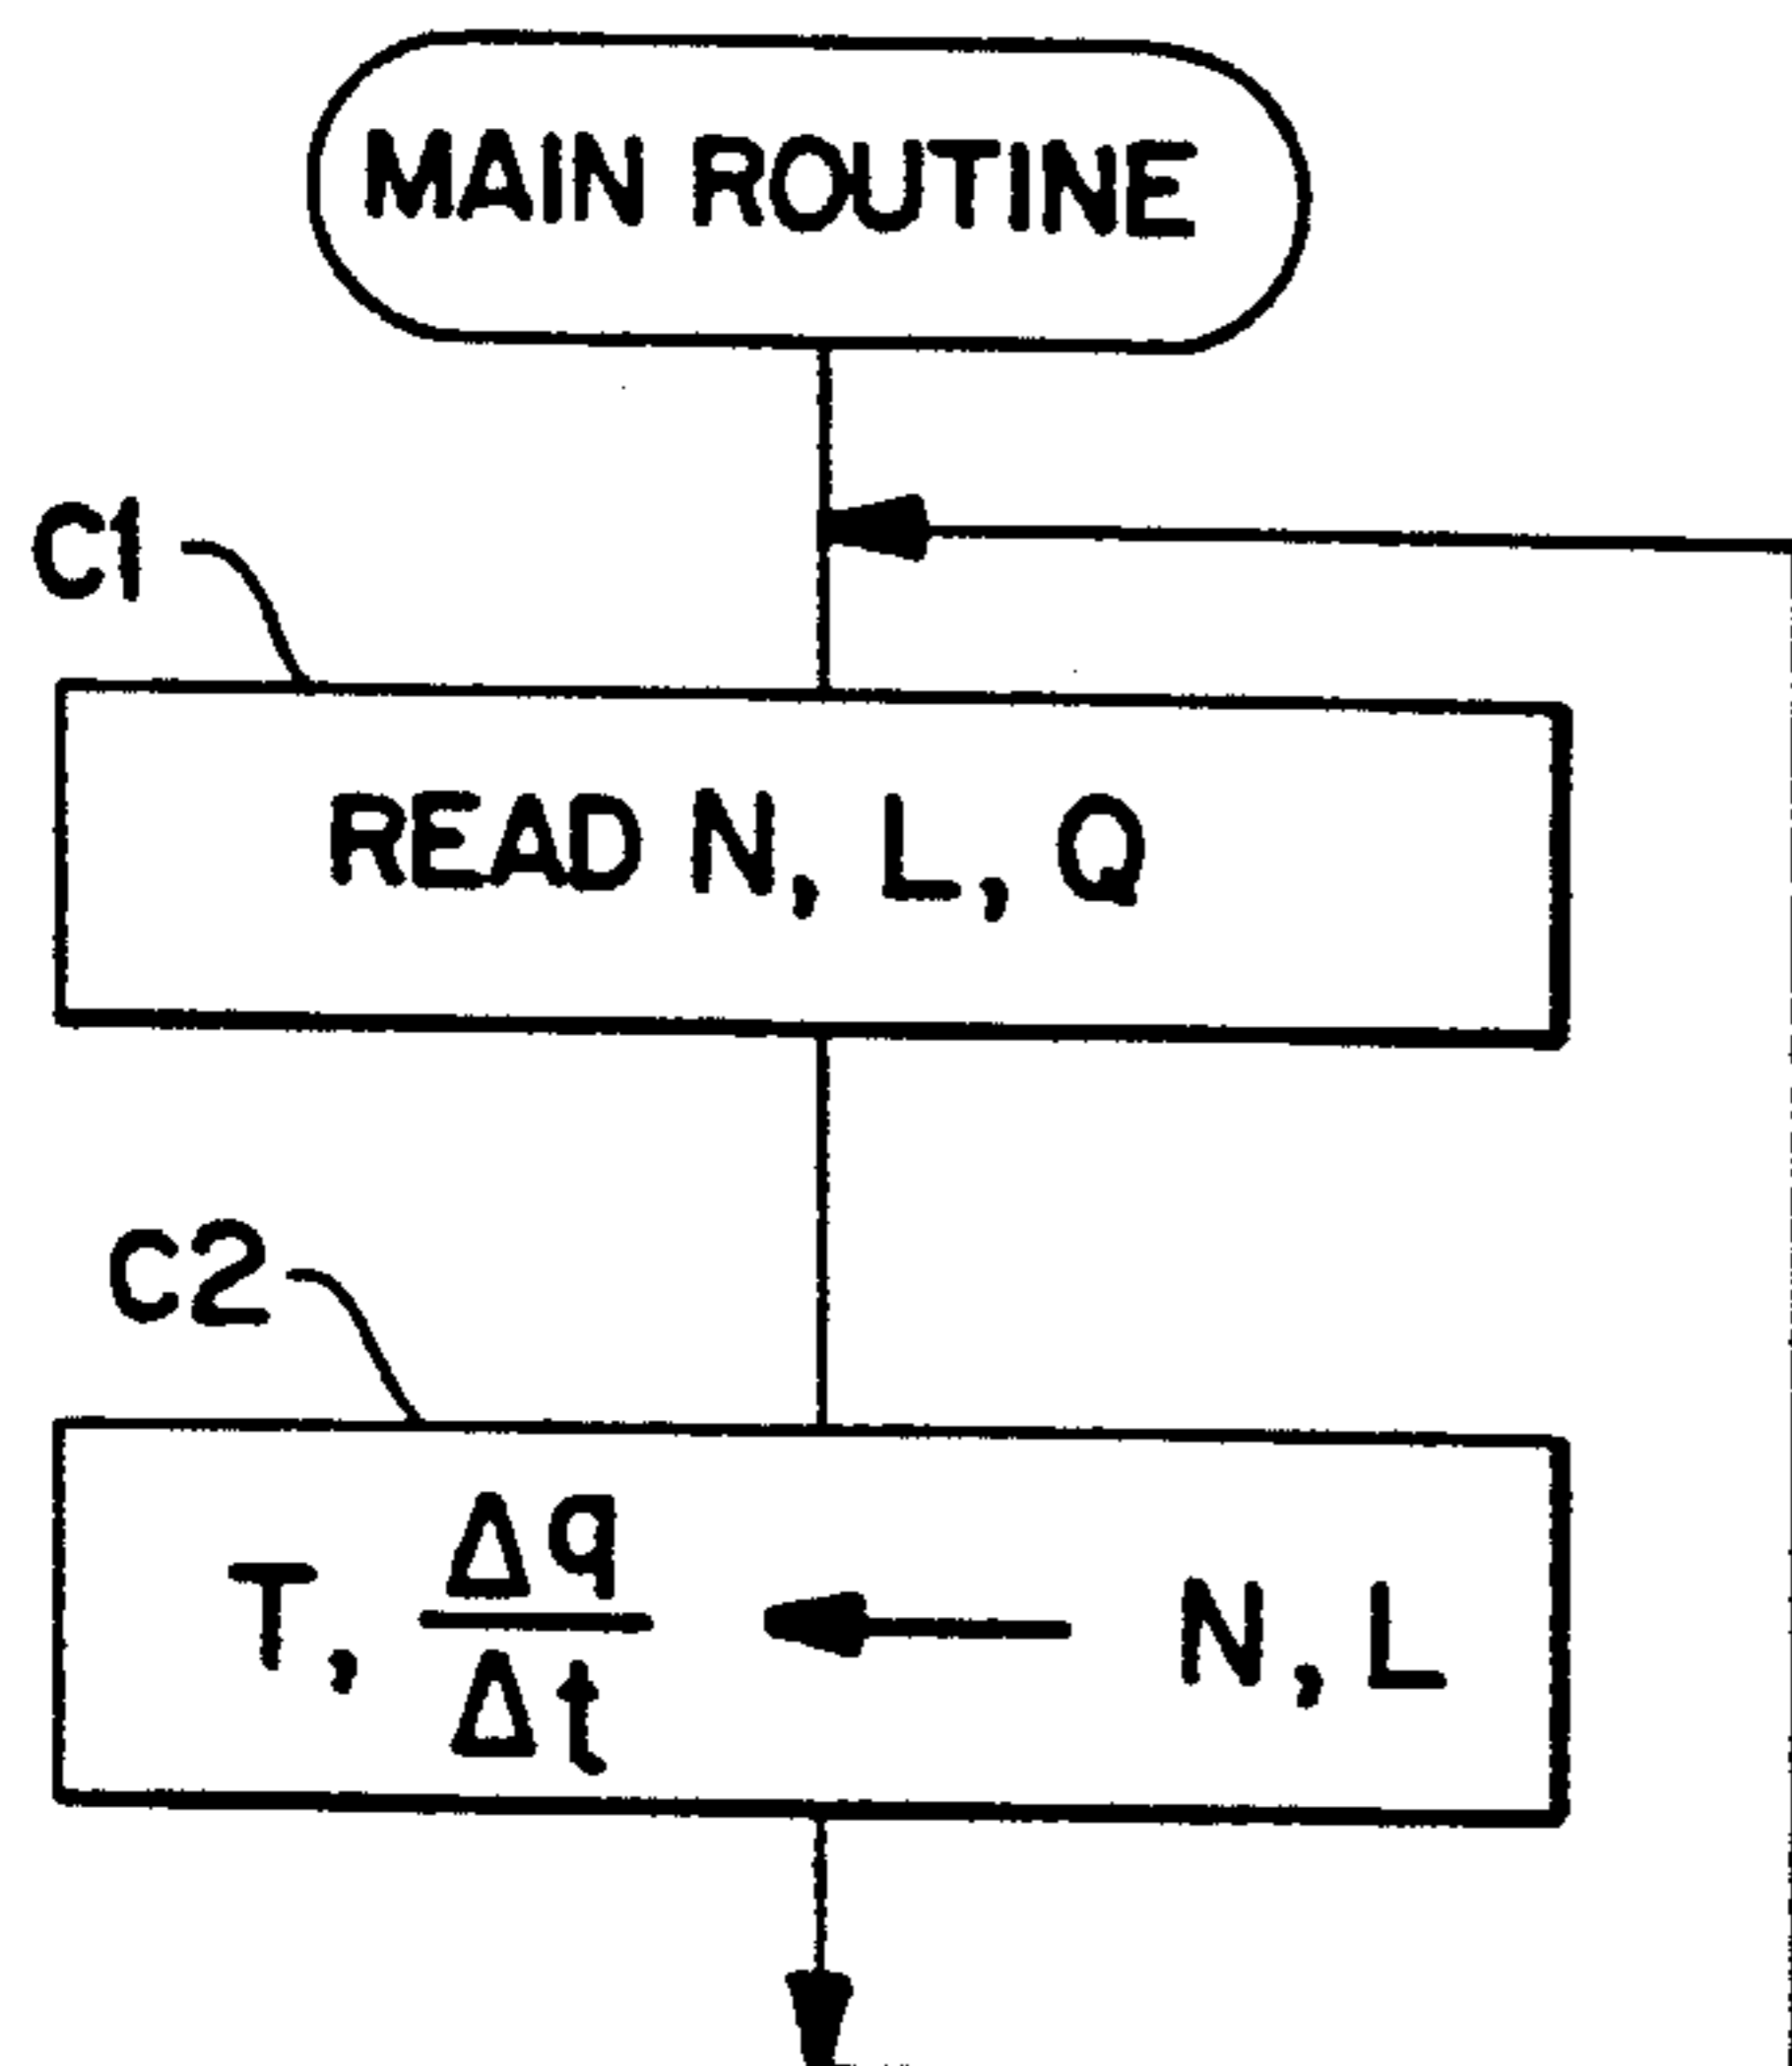 MAIN ROUTINE
C1
READ N, L, Q
C2
T, Δq/Δt ← N, L